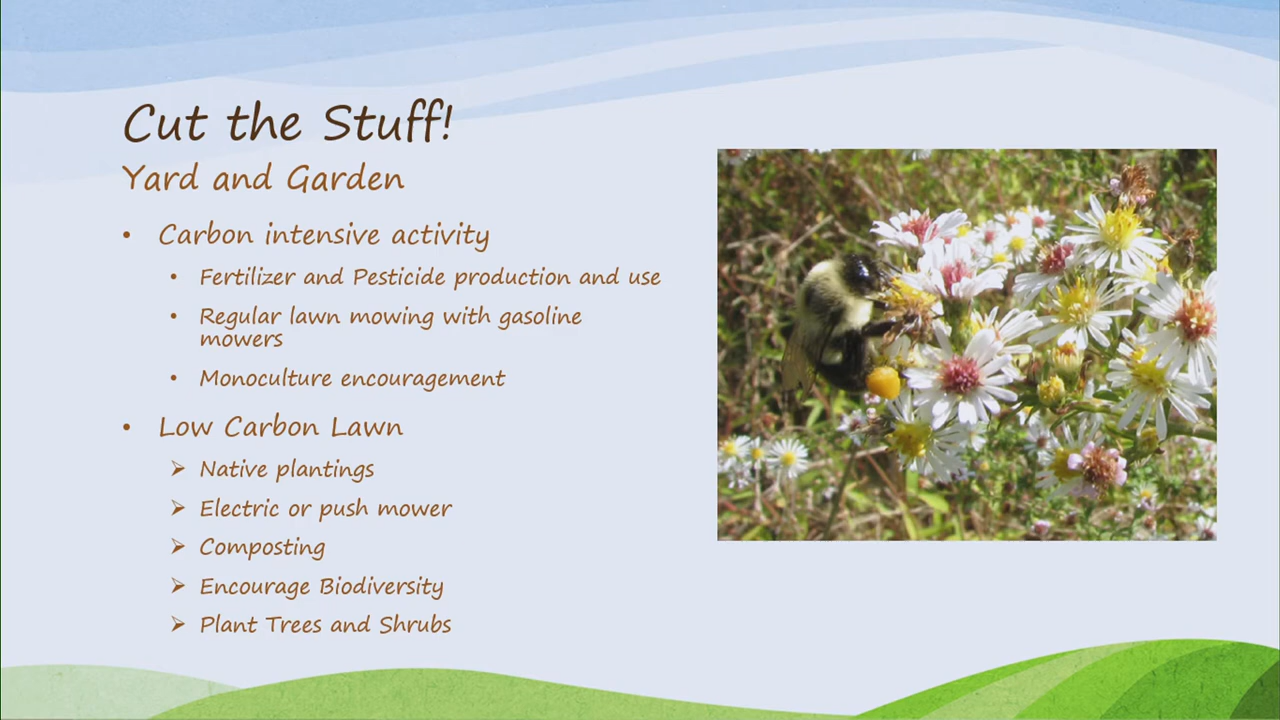 Cut the Stuff!
Yard and Garden
• Carbon intensive activity
• Fertilizer and Pesticide production and use
• Regular lawn mowing with gasoline
mowers
• Monoculture encouragement
• Low Carbon Lawn
➢ Native plantings
➢ Electric or push mower
➢ Composting
➢ Encourage Biodiversity
➢ Plant Trees and Shrubs